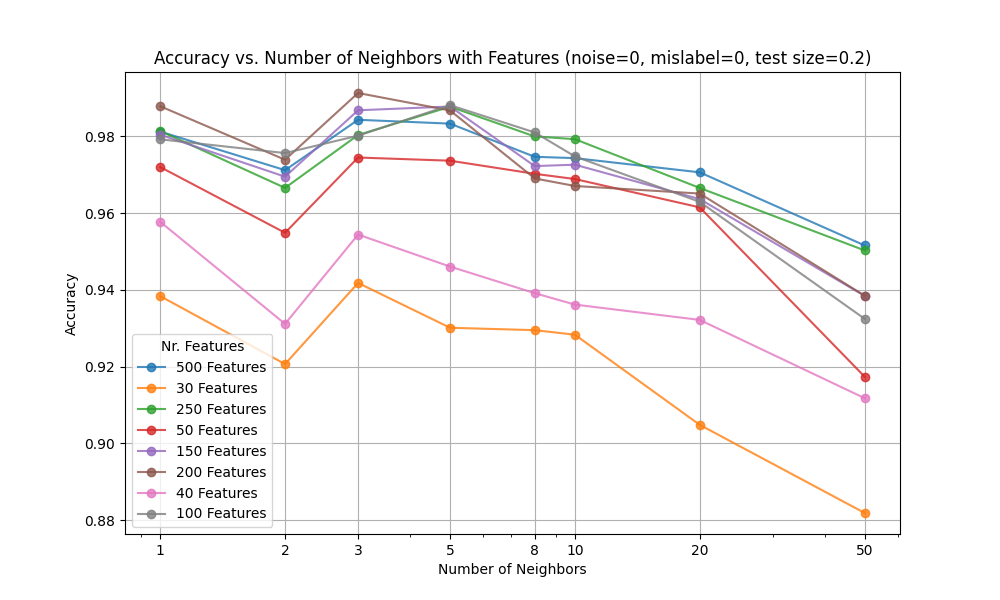 Accuracy vs. Number of Neighbors with Features (noise=0, mislabel=0, test size=0.2)
Accuracy
0.98
0.96
0.94
0.92
0.90
0.88
Nr. Features
500 Features
30 Features
250 Features
50 Features
150 Features
200 Features
40 Features
100 Features
1 2 3 5 8 10 20 50
Number of Neighbors